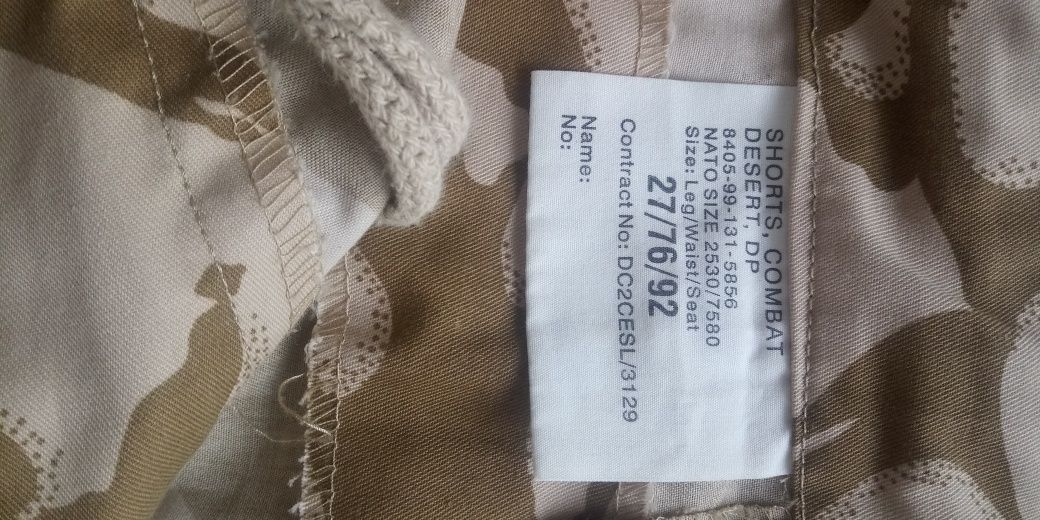 SHORTS, COMBAT
DESERT, DP
8405-99-131-5856
NATO SIZE 2530/7580
Size: Leg/Waist/Seat
27/76/92
Contract No: DC2CESL/3129
Name:
No: